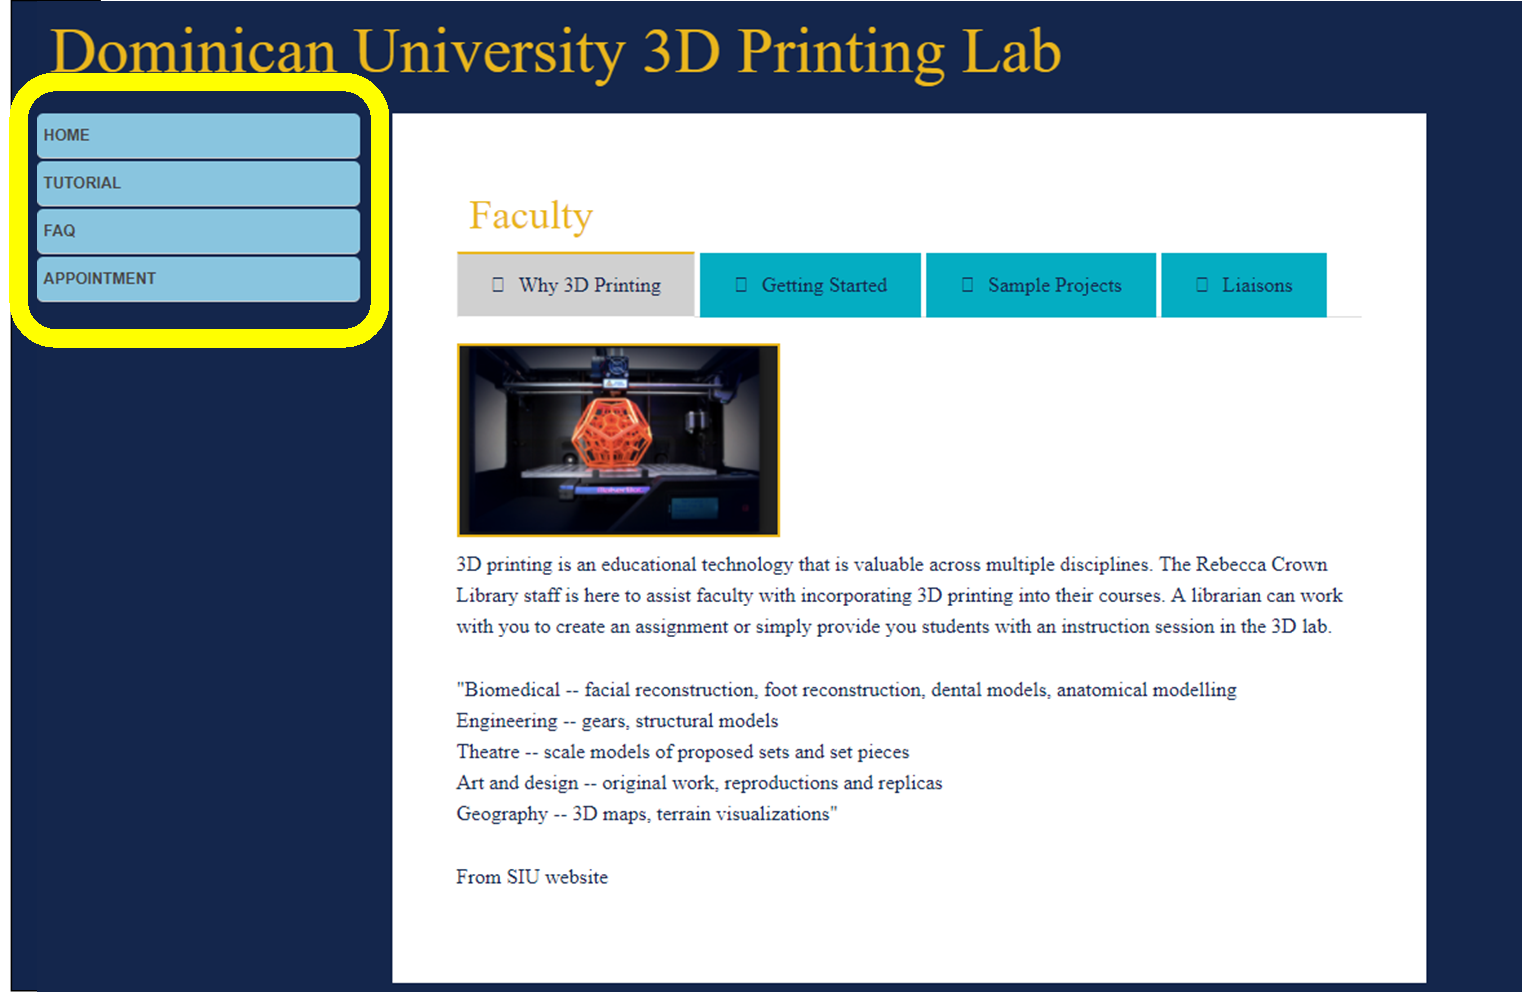 Dominican University 3D Printing Lab
HOME
TUTORIAL
FAQ
APPOINTMENT
Faculty
Why 3D Printing
Getting Started
Sample Projects
Liaisons
3D printing is an educational technology that is valuable across multiple disciplines. The Rebecca Crown
Library staff is here to assist faculty with incorporating 3D printing into their courses. A librarian can work
with you to create an assignment or simply provide you students with an instruction session in the 3D lab.
"Biomedical -- facial reconstruction, foot reconstruction, dental models, anatomical modelling
Engineering -- gears, structural models
Theatre -- scale models of proposed sets and set pieces
Art and design -- original work, reproductions and replicas
Geography -- 3D maps, terrain visualizations"
From SIU website